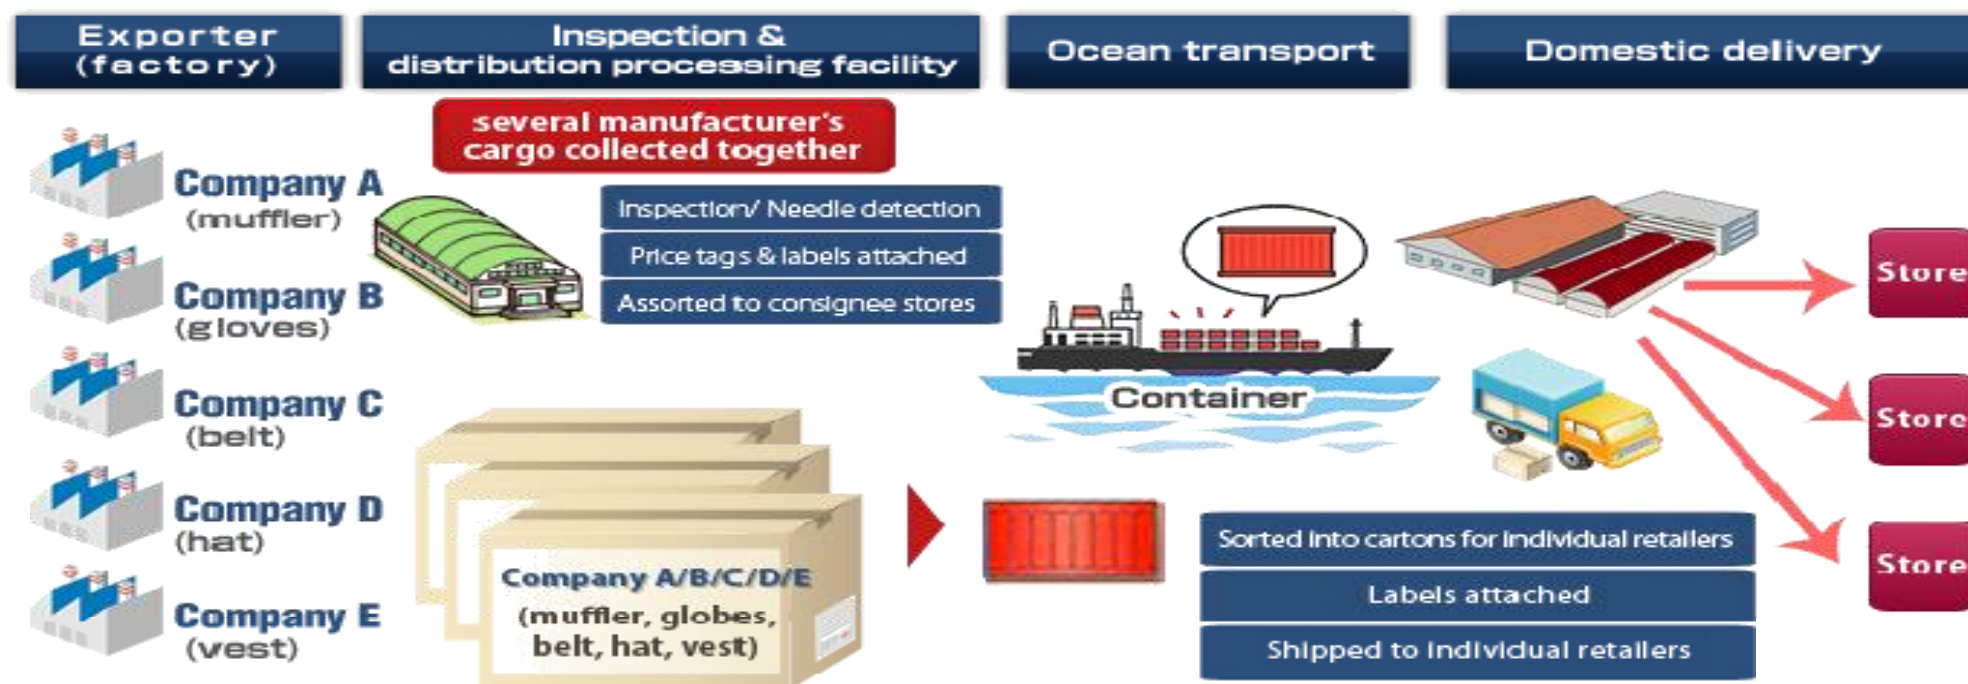 Exporter
(factory)
Inspection &
distribution processing facility
Ocean transport
Domestic delivery
several manufacturer's
cargo collected together
Company A
(muffler)
Company B
(gloves)
Company C
(belt)
Company D
(hat)
Company E
(vest)
Inspection/ Needle detection
Price tags & labels attached
Assorted to consignee stores
Company A/B/C/D/E
(muffler, globes,
belt, hat, vest)
Container
Sorted into cartons for individual retailers
Labels attached
Shipped to individual retailers
Store
Store
Store